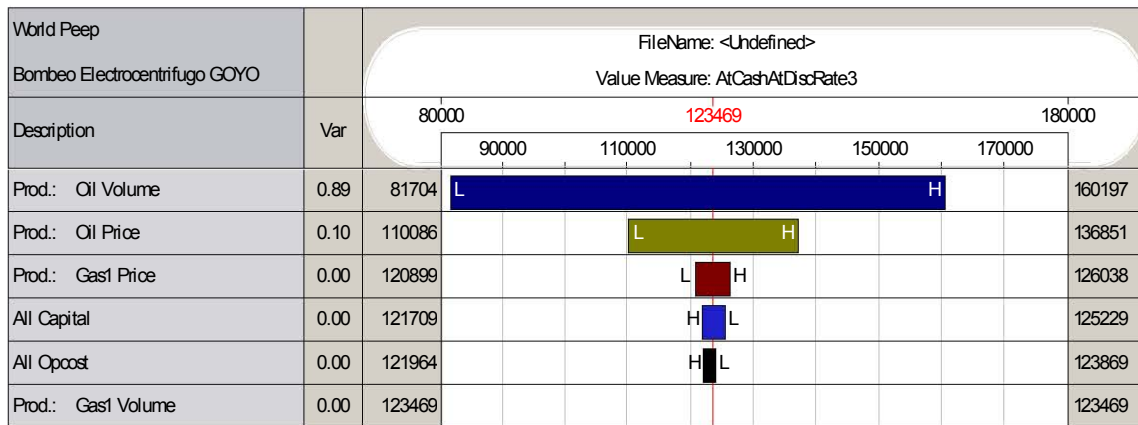 World Peep
Bombeo Electrocentrifugo GOYO
FileName: <Undefined>
Value Measure: AtCashAtDiscRate3
Description Var 80000 123469 180000
90000 110000 130000 150000 170000
Prod.: Oil Volume 0.89 81704 L H 160197
Prod.: Oil Price 0.10 110086 L H 136851
Prod.: Gas1 Price 0.00 120899 L H 126038
All Capital 0.00 121709 H L 125229
All Opcost 0.00 121964 H L 123869
Prod.: Gas1 Volume 0.00 123469 123469